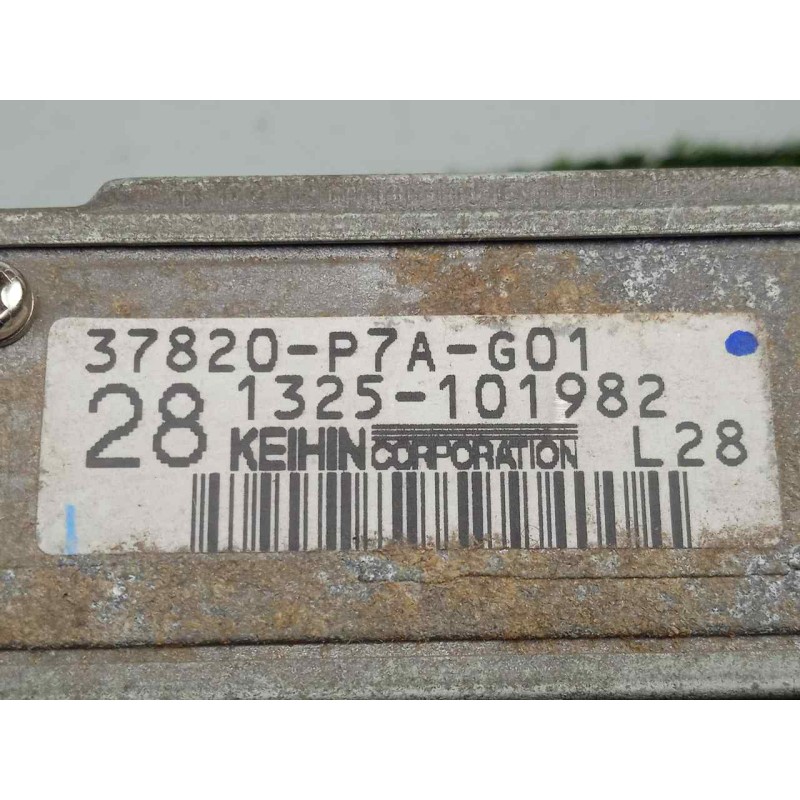 37820-P7A-G01
28 1325-101982
KEIHIN CORPORATION L28